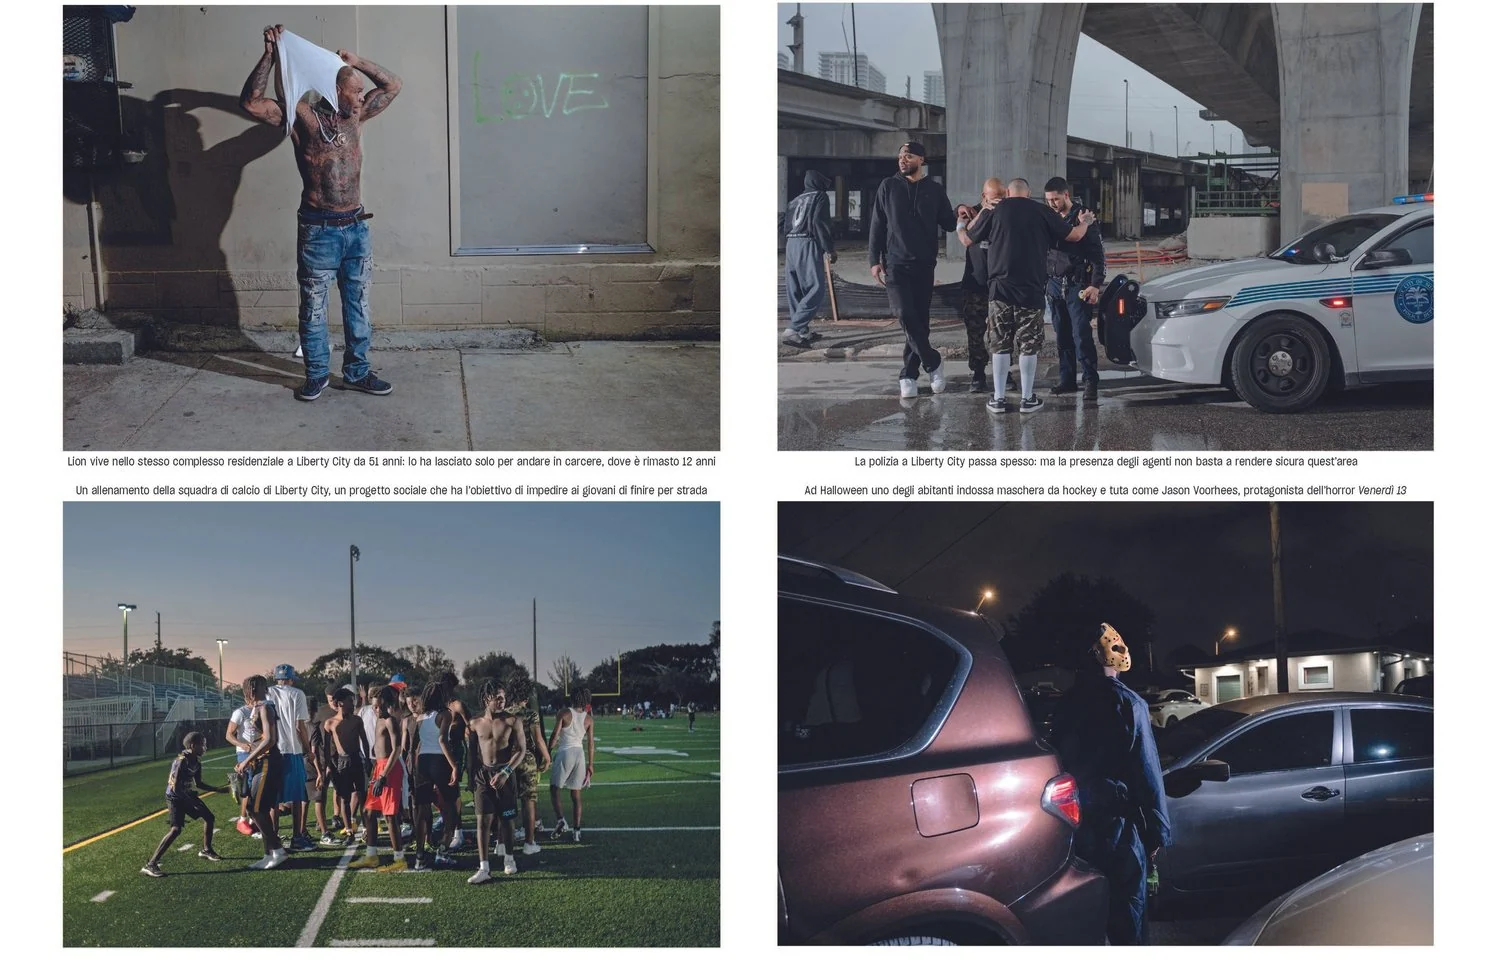 LOVE
Lion vive nello stesso complesso residenziale a Liberty City da 51 anni: lo ha lasciato solo per andare in carcere, dove è rimasto 12 anni
La polizia a Liberty City passa spesso: ma la presenza degli agenti non basta a rendere sicura quest'area
Un allenamento della squadra di calcio di Liberty City, un progetto sociale che ha l'obiettivo di impedire ai giovani di finire per strada
Ad Halloween uno degli abitanti indossa maschera da hockey e tuta come Jason Voorhees, protagonista dell'horror Venerdì 13